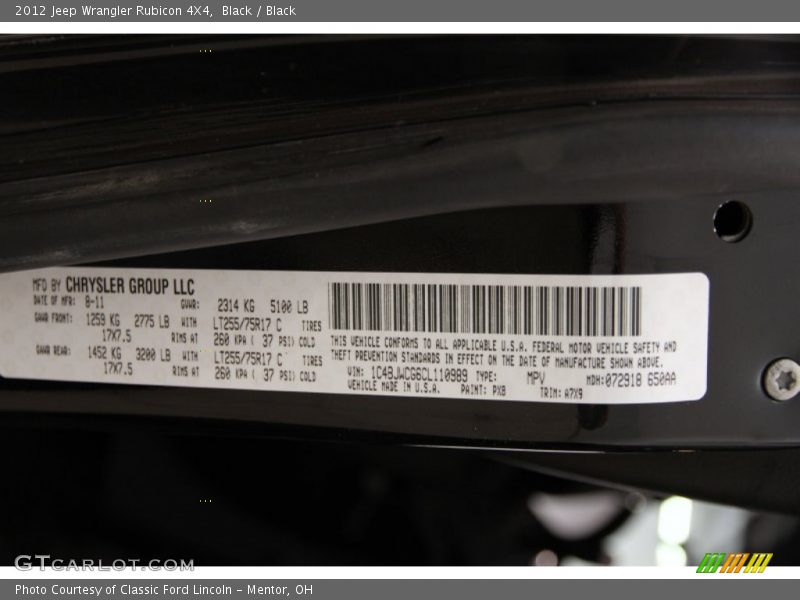 2012 Jeep Wrangler Rubicon 4X4, Black / Black
MFD BY CHRYSLER GROUP LLC
DATE OF MFR: 8-11 GVWR: 2314 KG 5100 LB
GAWR FRONT: 1259 KG 2775 LB WITH LT255/75R17 C TIRES
17X7.5 RIMS AT 260 KPA ( 37 PSI) COLD
GAWR REAR: 1452 KG 3200 LB WITH LT255/75R17 C TIRES
17X7.5 RIMS AT 260 KPA ( 37 PSI) COLD
THIS VEHICLE CONFORMS TO ALL APPLICABLE U.S.A. FEDERAL MOTOR VEHICLE SAFETY AND
THEFT PREVENTION STANDARDS IN EFFECT ON THE DATE OF MANUFACTURE SHOWN ABOVE.
VIN: 1C4BJWCG6CL110989 TYPE: MPV MDH:072918 650AA
VEHICLE MADE IN U.S.A. PAINT: PX8 TRIM: A7X9
GTCARLOT.COM
Photo Courtesy of Classic Ford Lincoln - Mentor, OH